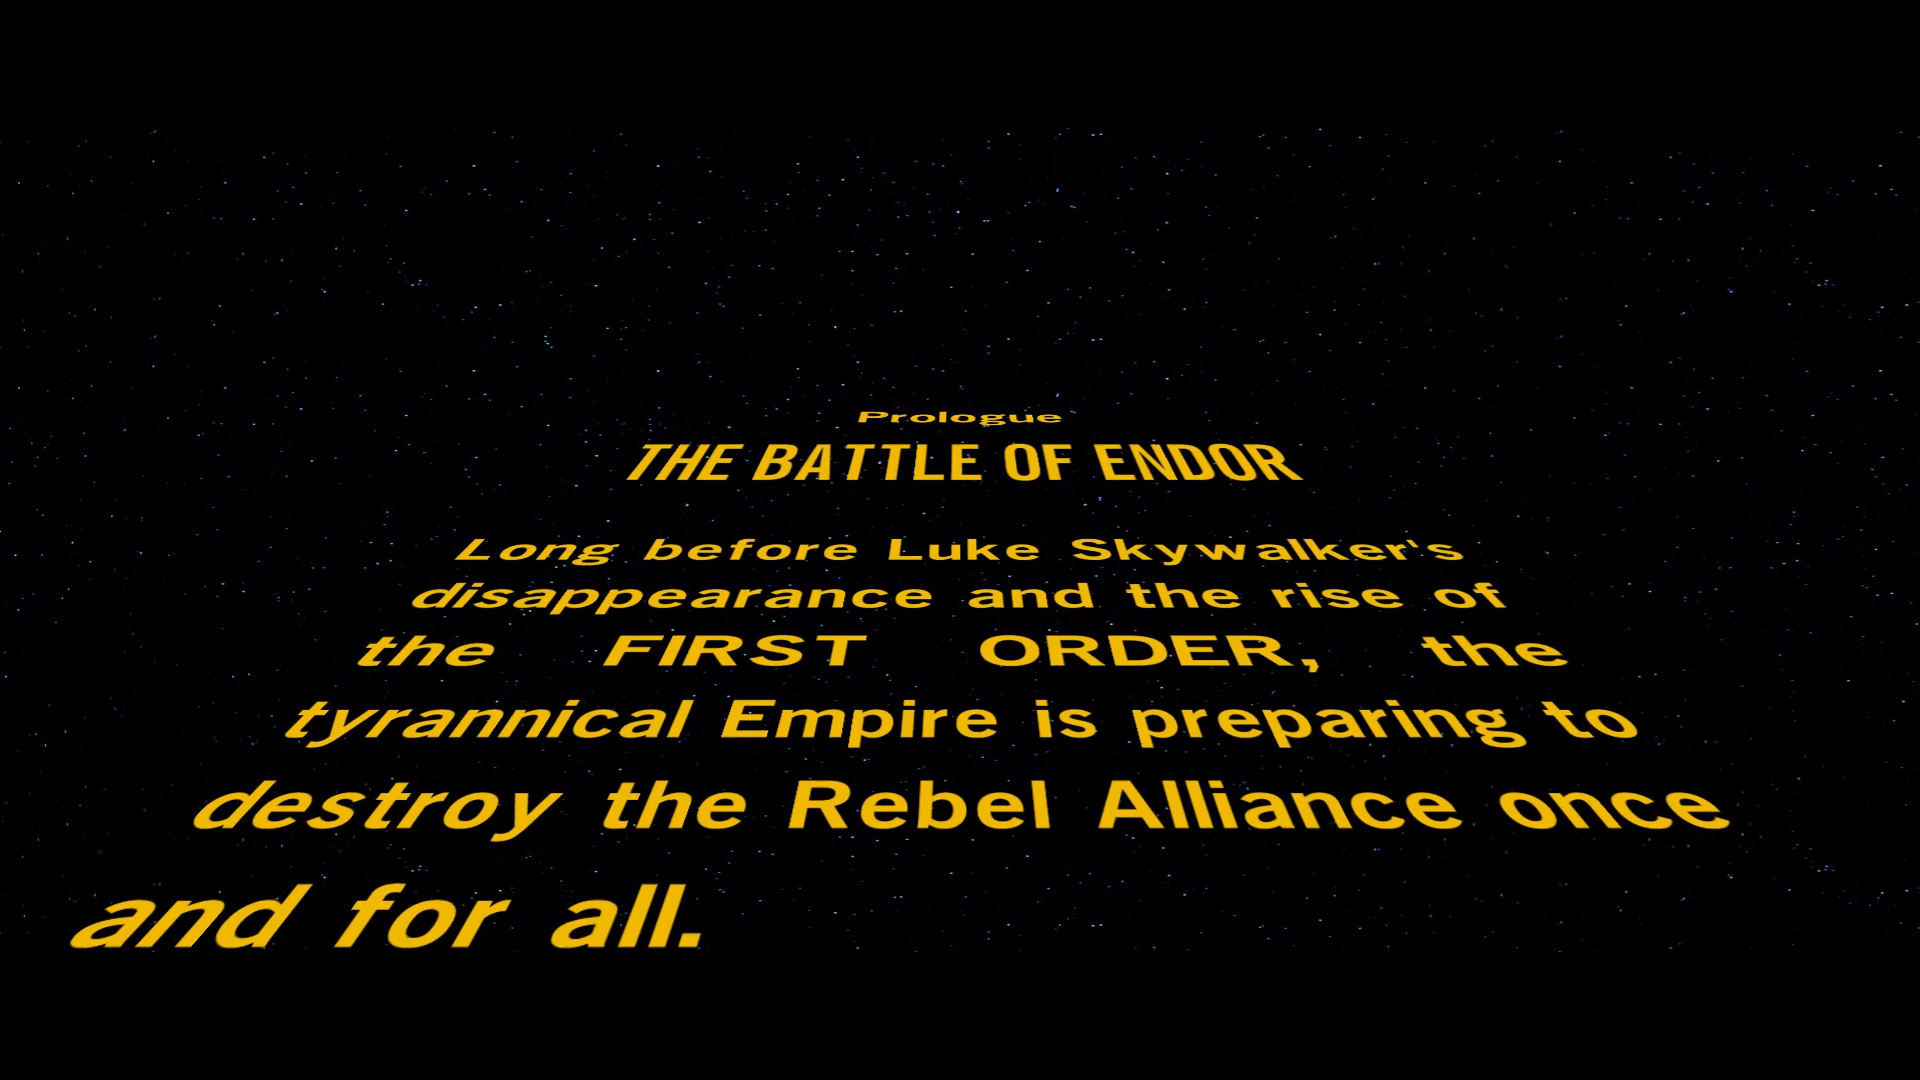 Prologue
THE BATTLE OF ENDOR
Long before Luke Skywalker's
disappearance and the rise of
the FIRST ORDER, the
tyrannical Empire is preparing to
destroy the Rebel Alliance once
and for all.